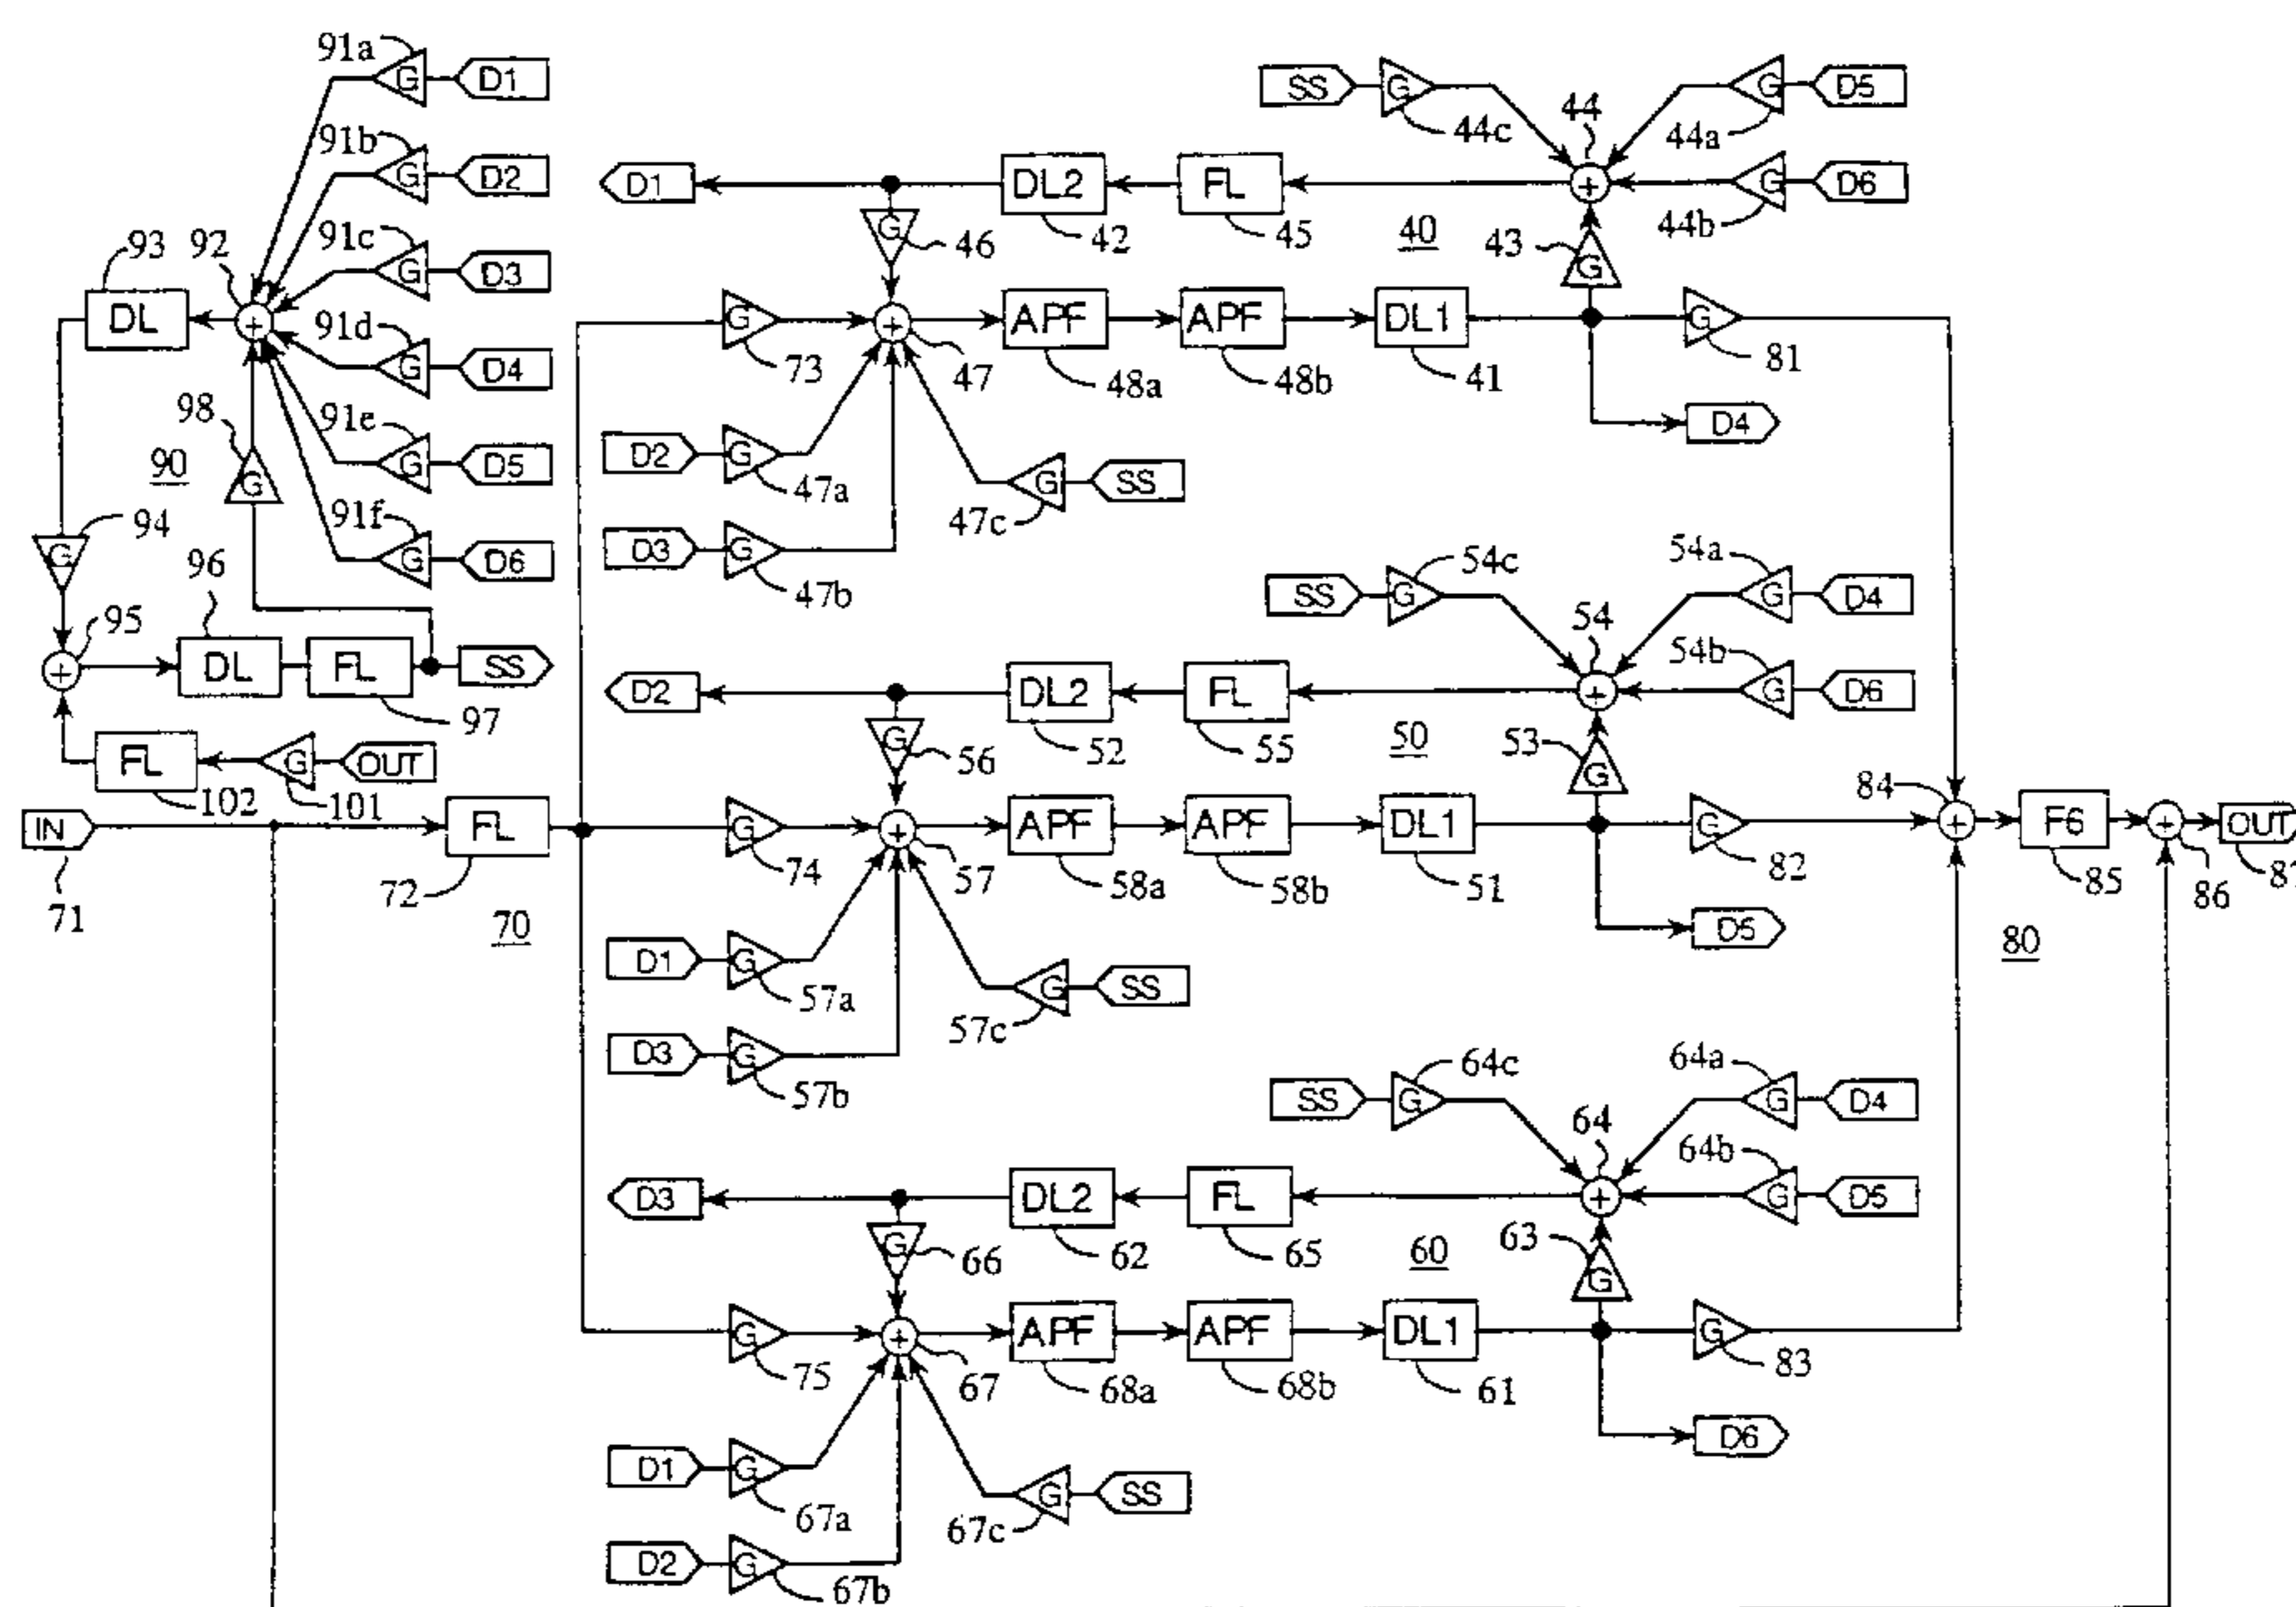 91a
G
D1
SS
G
G
D5
44
44c
44a
91b
G
D2
D1
DL2
FL
+
G
D6
93
92
91c
G
D3
G
46
42
45
40
43
44b
G
DL
+
91d
G
D4
G
+
APF
APF
DL1
G
73
47
48a
48b
41
81
98
91e
D4
90
G
G
D5
D2
G
G
SS
47a
91f
94
G
G
D6
D3
G
47c
54c
54a
96
47b
SS
G
54
G
D4
95
54b
+
DL
FL
SS
D2
DL2
FL
+
G
D6
97
G
56
52
55
50
53
FL
G
OUT
G
84
102
101
IN
FL
G
+
APF
APF
DL1
G
+
F6
+
OUT
72
74
57
58a
58b
51
82
85
86
71
70
D5
80
D1
G
G
SS
57a
57c
D3
G
64c
64a
57b
SS
G
64
G
D4
64b
D3
DL2
FL
+
G
D5
G
66
62
65
60
63
G
G
+
APF
APF
DL1
G
75
67
68a
68b
61
83
D6
D1
G
G
SS
67a
67c
D2
G
67b